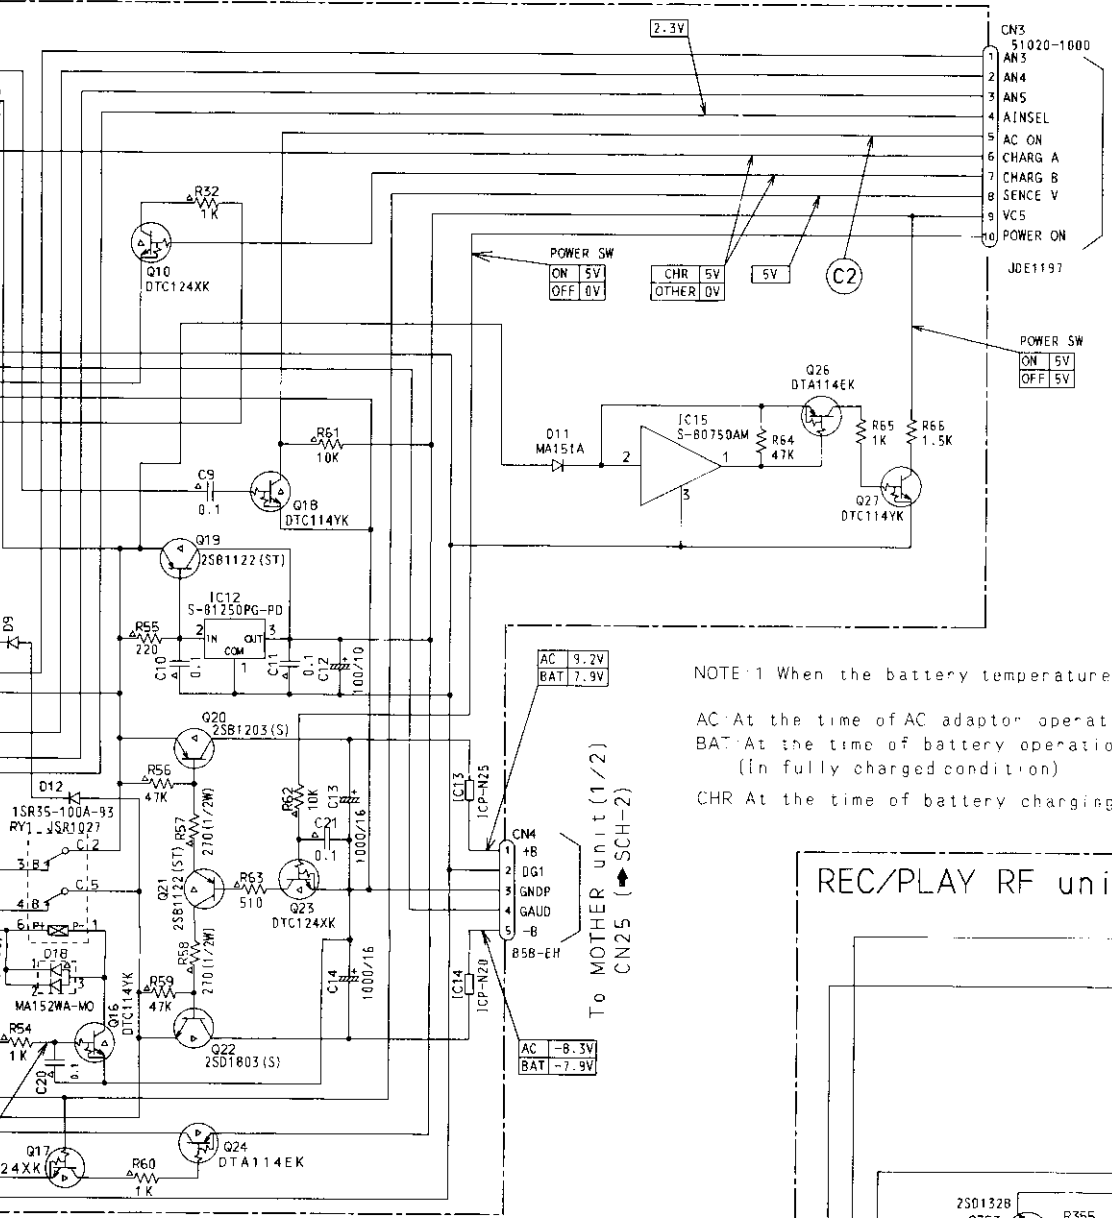 2.3V
CN3
51020-1000
1 AN3
2 AN4
3 AN5
4 AINSEL
5 AC ON
6 CHARG A
7 CHARG B
8 SENCE V
9 VC5
10 POWER ON
JDE1197
R32
1K
Q10
DTC124XK
POWER SW
ON 5V
OFF 0V
CHR 5V
OTHER 0V
5V
C2
POWER SW
ON 5V
OFF 5V
Q26
DTA114EK
IC15
S-80750AM
D11
MA151A
2
1
3
R64
47K
R65
1K
R66
1.5K
Q27
DTC114YK
R61
10K
C9
0.1
Q18
DTC114YK
Q19
2SB1122(ST)
IC12
S-81250PG-PD
2 IN
OUT 3
COM
1
R55
220
C10
0.1
C11
0.1
C12
100/10
D9
AC 9.2V
BAT 7.9V
NOTE 1 When the battery temperature
AC At the time of AC adaptor operat
BAT At the time of battery operatio
(in fully charged condition)
CHR At the time of battery charging
Q20
2SB1203(S)
R56
47K
D12
1SR35-100A-93
RY1 JSR1027
3 B
C 2
4 B
C 5
6 P+
P- 1
D18
1
2
3
MA152WA-MO
R57
270(1/2W)
Q21
2SB1122(ST)
R58
270(1/2W)
R59
47K
R62
10K
C13
1000/16
C21
0.1
R63
510
Q23
DTC124XK
C14
1000/16
IC13
ICP-N25
CN4
1 +B
2 DG1
3 GNDP
4 GAUD
5 -B
B5B-EH
IC14
ICP-N20
To MOTHER unit(1/2)
CN25 (SCH-2)
AC -8.3V
BAT -7.9V
Q16
DTC114YK
R54
1K
C20
0.1
Q22
2SD1803(S)
Q17
24XK
R60
1K
Q24
DTA114EK
REC/PLAY RF uni
2SD1328
R355